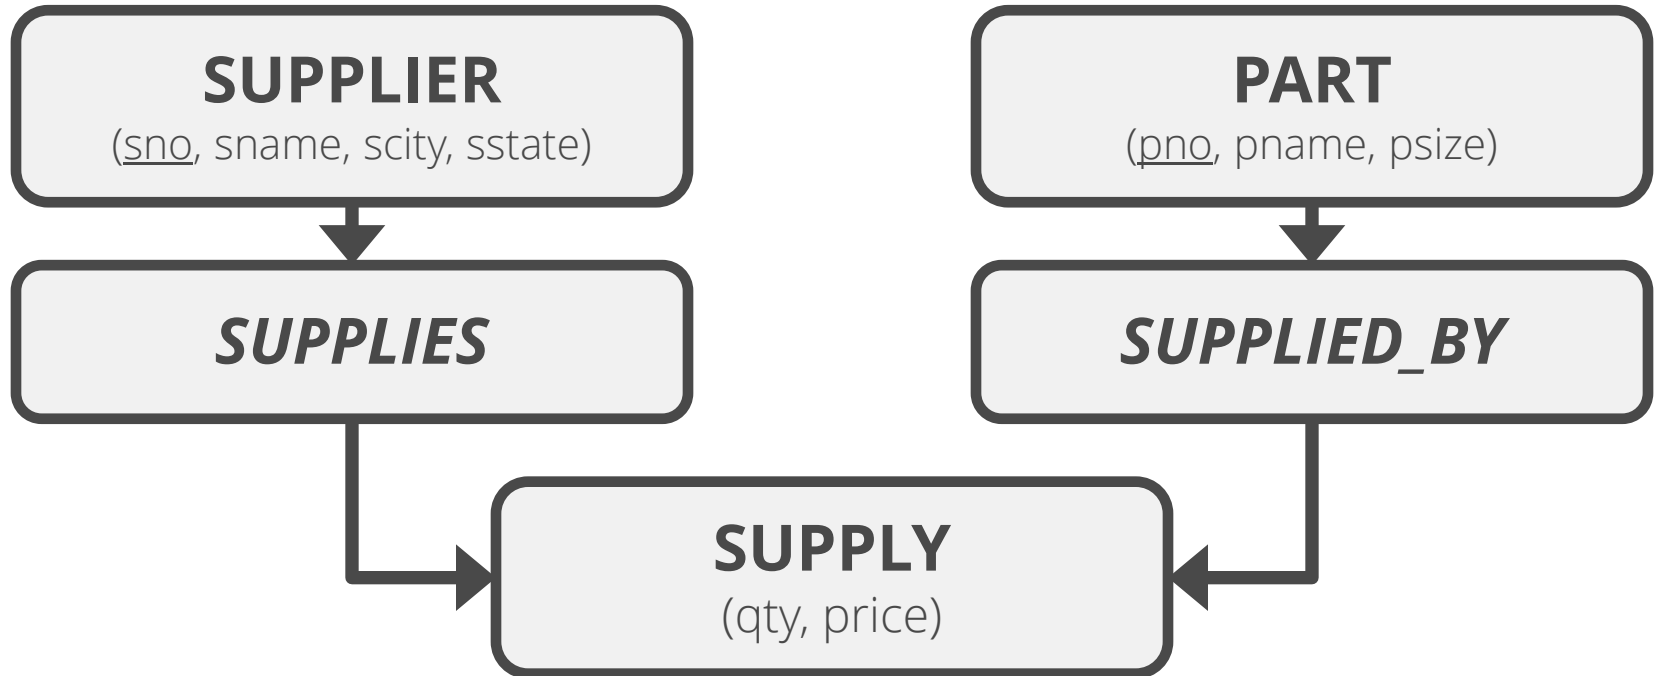 SUPPLIER
(sno, sname, scity, sstate)
PART
(pno, pname, psize)
SUPPLIES
SUPPLIED_BY
SUPPLY
(qty, price)